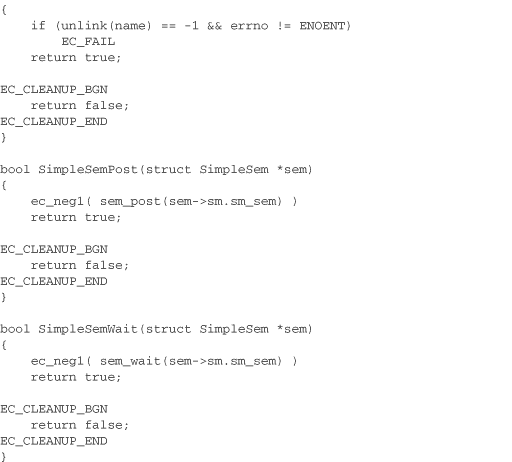 {
    if (unlink(name) == -1 && errno != ENOENT)
        EC_FAIL
    return true;

EC_CLEANUP_BGN
    return false;
EC_CLEANUP_END
}

bool SimpleSemPost(struct SimpleSem *sem)
{
    ec_neg1( sem_post(sem->sm.sm_sem) )
    return true;

EC_CLEANUP_BGN
    return false;
EC_CLEANUP_END
}

bool SimpleSemWait(struct SimpleSem *sem)
{
    ec_neg1( sem_wait(sem->sm.sm_sem) )
    return true;

EC_CLEANUP_BGN
    return false;
EC_CLEANUP_END
}